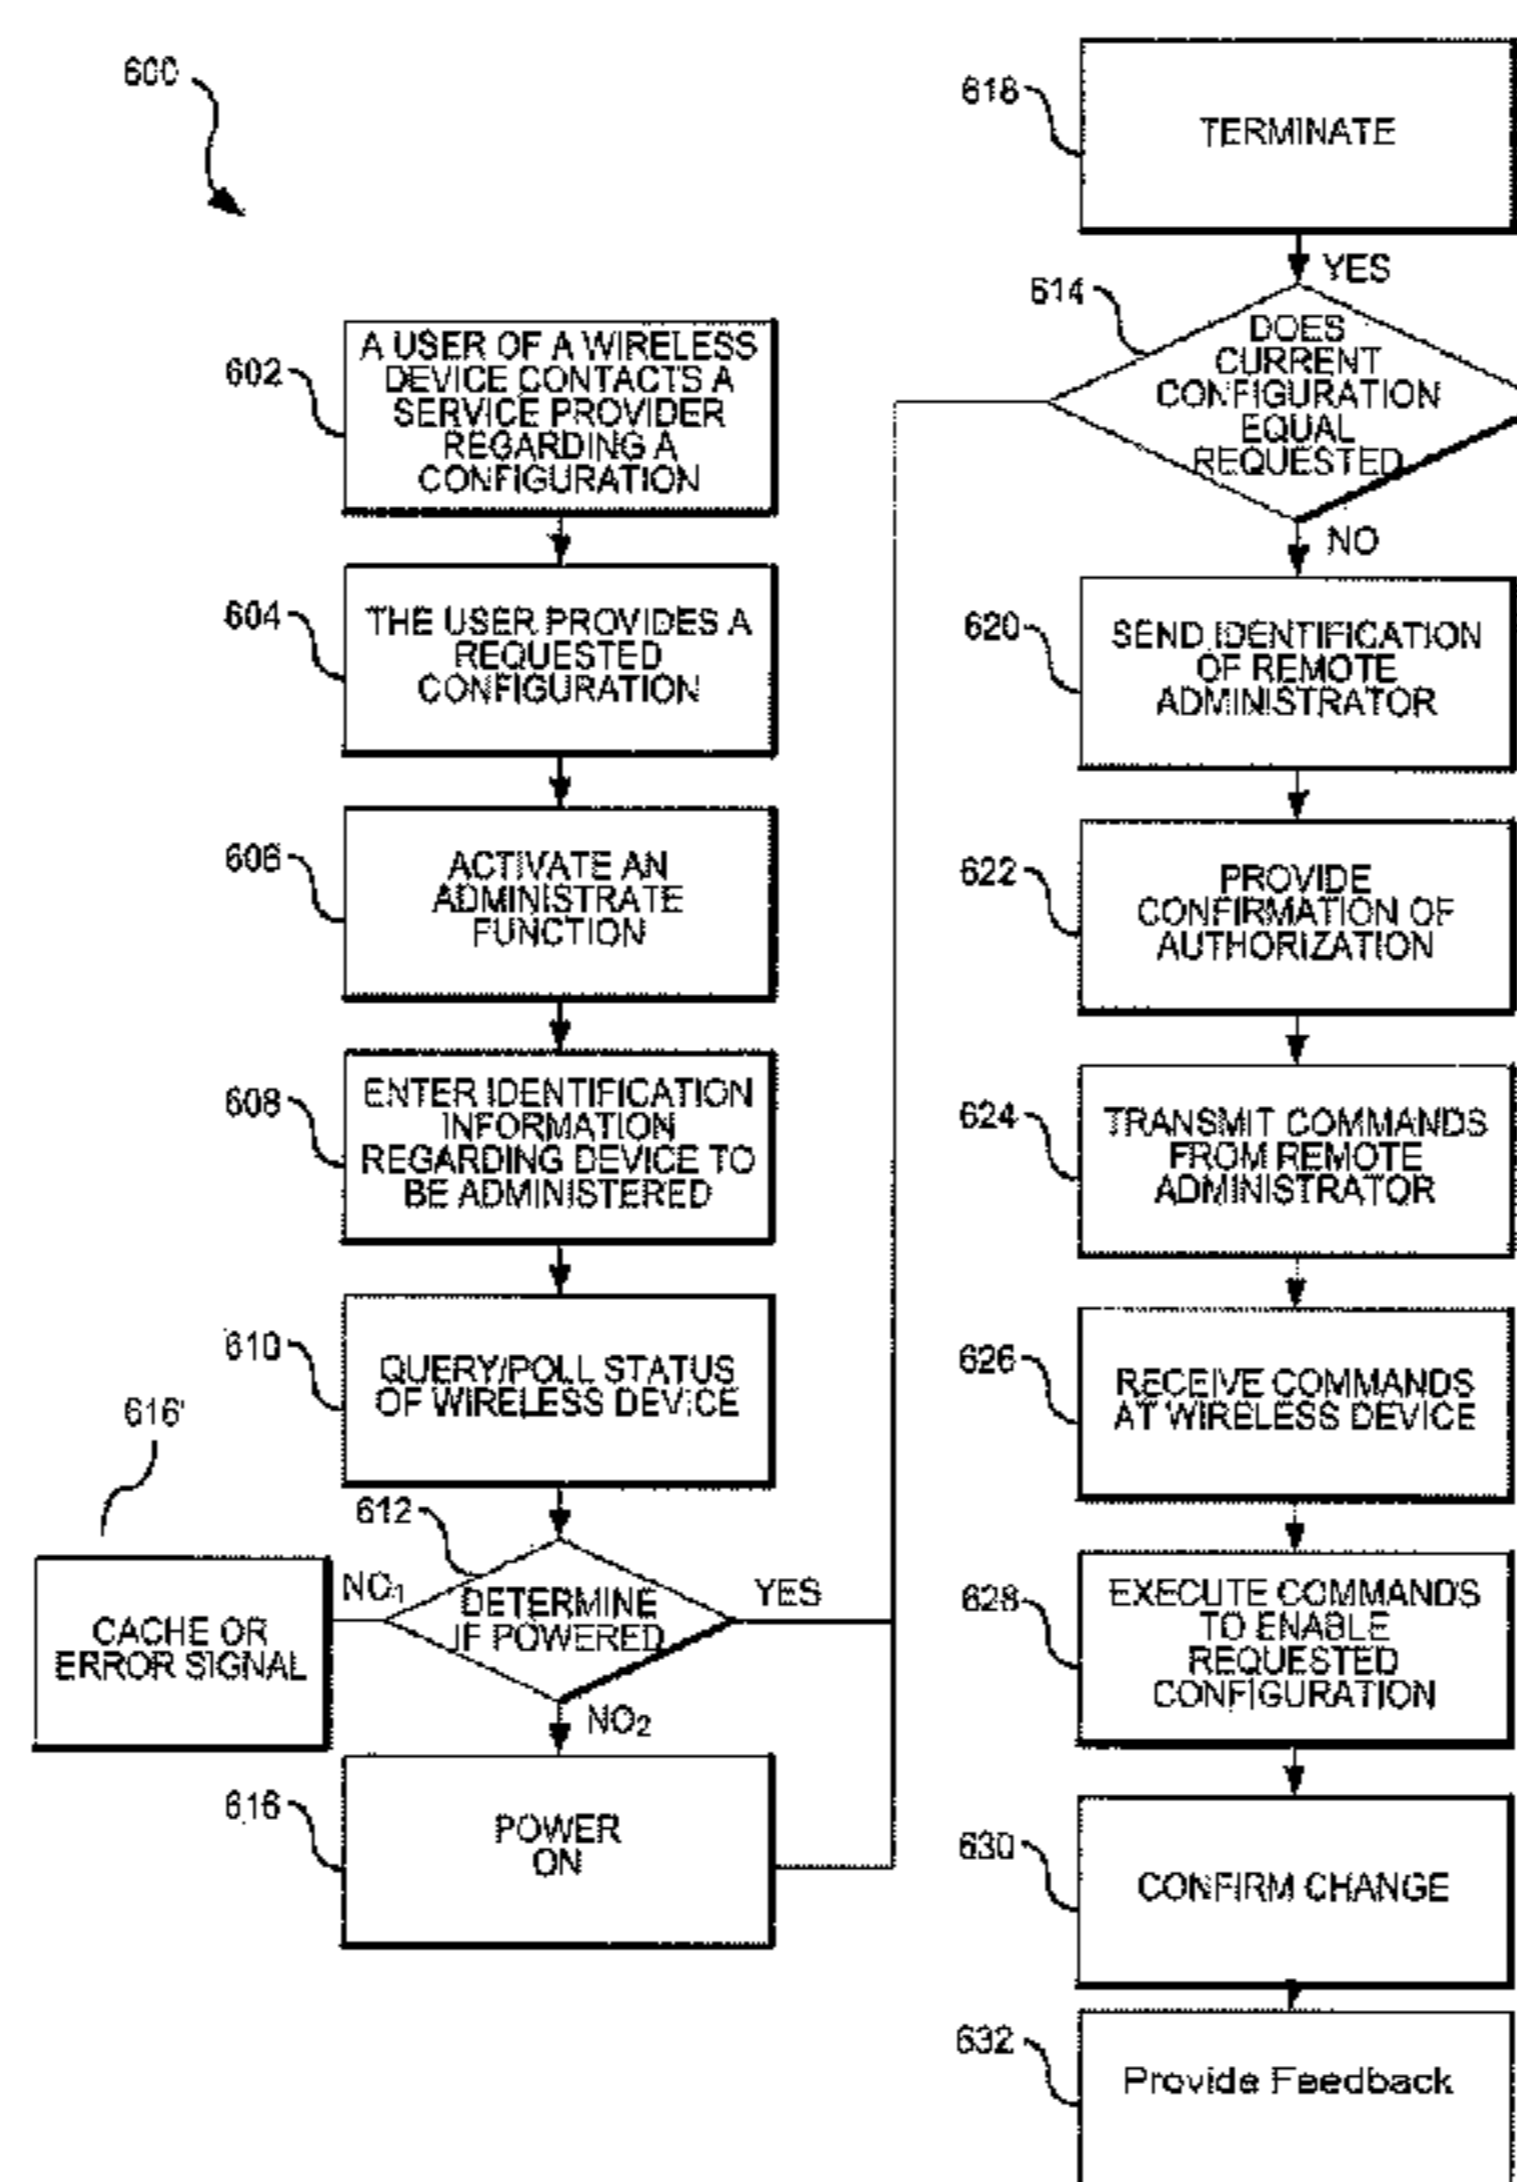 600
602
A USER OF A WIRELESS
DEVICE CONTACTS A
SERVICE PROVIDER
REGARDING A
CONFIGURATION
604
THE USER PROVIDES A
REQUESTED
CONFIGURATION
606
ACTIVATE AN
ADMINISTRATE
FUNCTION
608
ENTER IDENTIFICATION
INFORMATION
REGARDING DEVICE TO
BE ADMINISTERED
610
QUERY/POLL STATUS
OF WIRELESS DEVICE
616'
612
CACHE OR
ERROR SIGNAL
NO1
DETERMINE
IF POWERED
YES
NO2
616
POWER
ON
618
TERMINATE
YES
614
DOES
CURRENT
CONFIGURATION
EQUAL
REQUESTED
NO
620
SEND IDENTIFICATION
OF REMOTE
ADMINISTRATOR
622
PROVIDE
CONFIRMATION OF
AUTHORIZATION
624
TRANSMIT COMMANDS
FROM REMOTE
ADMINISTRATOR
626
RECEIVE COMMANDS
AT WIRELESS DEVICE
628
EXECUTE COMMANDS
TO ENABLE
REQUESTED
CONFIGURATION
630
CONFIRM CHANGE
632
Provide Feedback